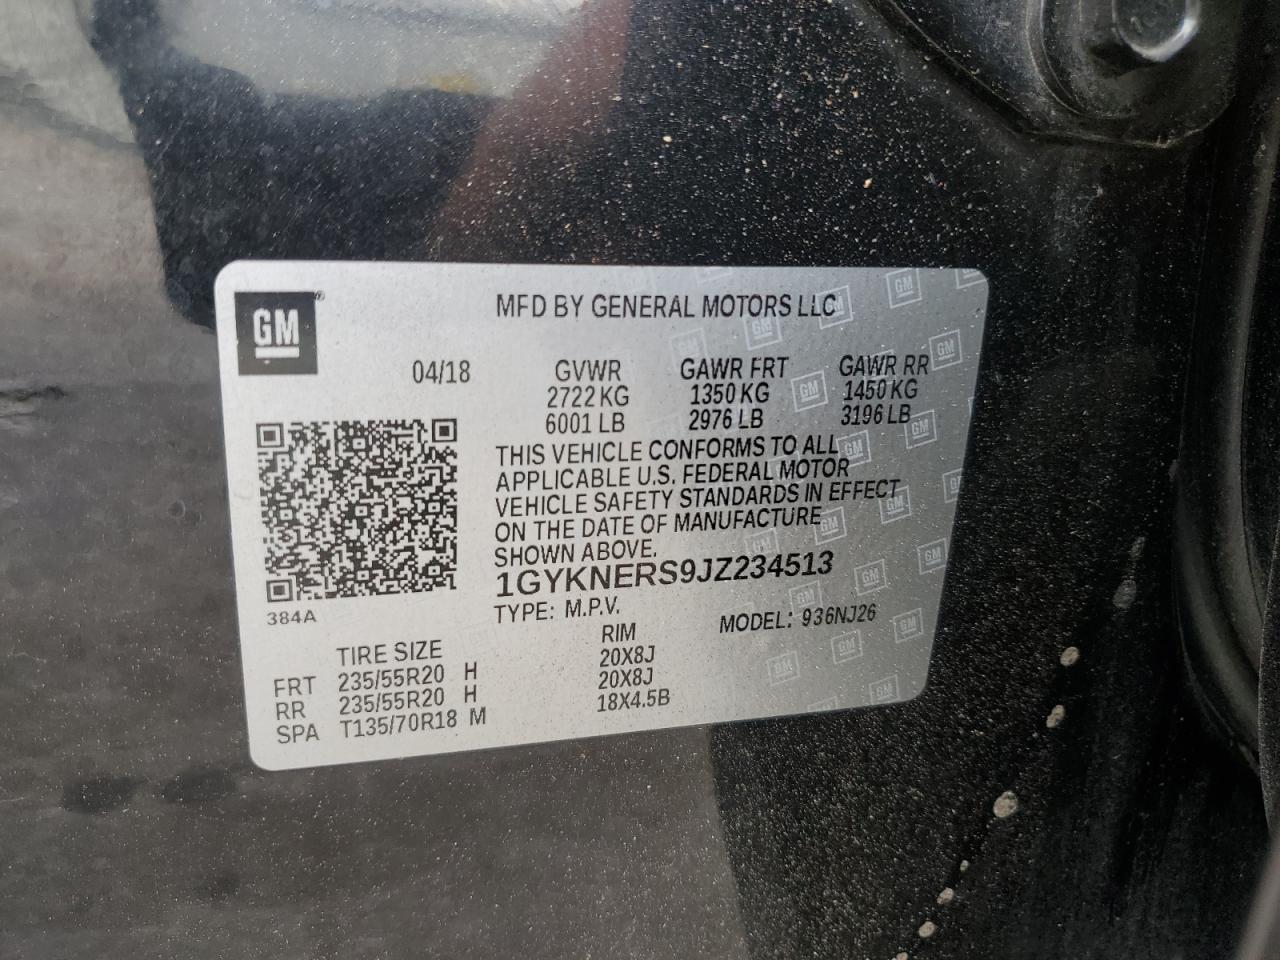 GM
MFD BY GENERAL MOTORS LLC
04/18 GVWR GAWR FRT GAWR RR
2722 KG 1350 KG 1450 KG
6001 LB 2976 LB 3196 LB
THIS VEHICLE CONFORMS TO ALL
APPLICABLE U.S. FEDERAL MOTOR
VEHICLE SAFETY STANDARDS IN EFFECT
ON THE DATE OF MANUFACTURE
SHOWN ABOVE.
1GYKNERS9JZ234513
384A
TYPE: M.P.V. MODEL: 936NJ26
TIRE SIZE RIM
FRT 235/55R20 H 20X8J
RR 235/55R20 H 20X8J
SPA T135/70R18 M 18X4.5B